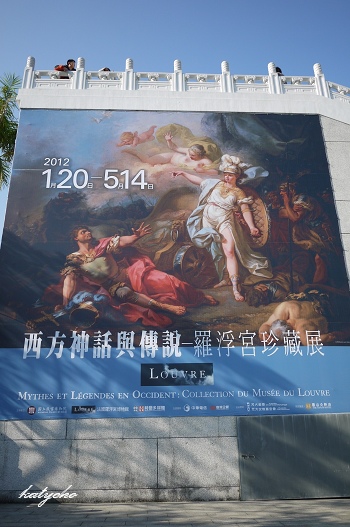 2012
1月20日-5月14日
西方神話與傳說-羅浮宮珍藏展
LOUVRE
MYTHES ET LÉGENDES EN OCCIDENT: COLLECTION DU MUSÉE DU LOUVRE
katycho